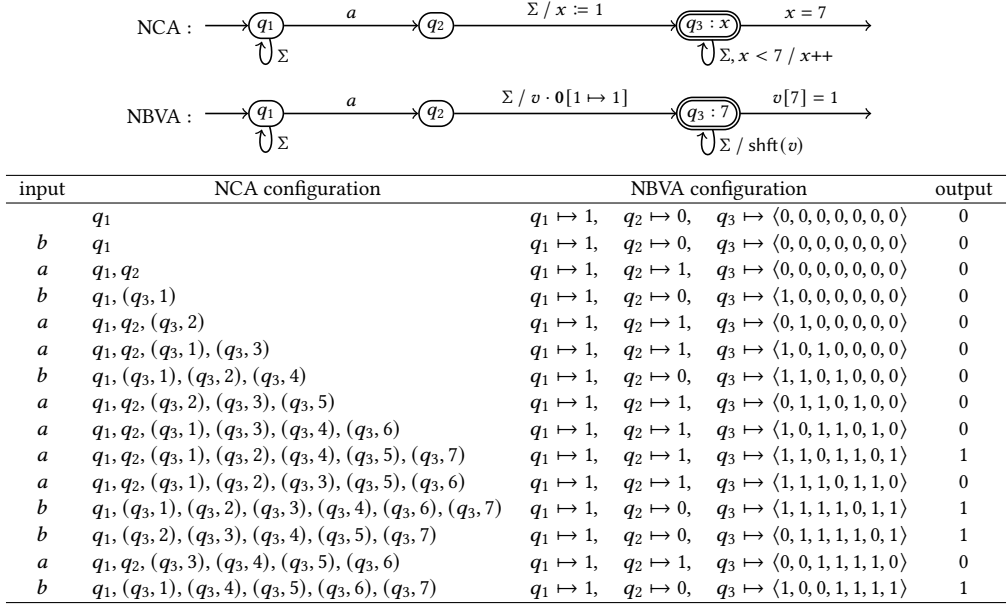 NCA : q₁ a q₂ Σ / x := 1 q₃ : x x = 7
Σ Σ, x < 7 / x++
NBVA : q₁ a q₂ Σ / v · 𝟎[1 ↦ 1] q₃ : 7 v[7] = 1
Σ Σ / shft(v)
input NCA configuration NBVA configuration output
q₁ q₁ ↦ 1, q₂ ↦ 0, q₃ ↦ ⟨0, 0, 0, 0, 0, 0, 0⟩ 0
b q₁ q₁ ↦ 1, q₂ ↦ 0, q₃ ↦ ⟨0, 0, 0, 0, 0, 0, 0⟩ 0
a q₁, q₂ q₁ ↦ 1, q₂ ↦ 1, q₃ ↦ ⟨0, 0, 0, 0, 0, 0, 0⟩ 0
b q₁, (q₃, 1) q₁ ↦ 1, q₂ ↦ 0, q₃ ↦ ⟨1, 0, 0, 0, 0, 0, 0⟩ 0
a q₁, q₂, (q₃, 2) q₁ ↦ 1, q₂ ↦ 1, q₃ ↦ ⟨0, 1, 0, 0, 0, 0, 0⟩ 0
a q₁, q₂, (q₃, 1), (q₃, 3) q₁ ↦ 1, q₂ ↦ 1, q₃ ↦ ⟨1, 0, 1, 0, 0, 0, 0⟩ 0
b q₁, (q₃, 1), (q₃, 2), (q₃, 4) q₁ ↦ 1, q₂ ↦ 0, q₃ ↦ ⟨1, 1, 0, 1, 0, 0, 0⟩ 0
a q₁, q₂, (q₃, 2), (q₃, 3), (q₃, 5) q₁ ↦ 1, q₂ ↦ 1, q₃ ↦ ⟨0, 1, 1, 0, 1, 0, 0⟩ 0
a q₁, q₂, (q₃, 1), (q₃, 3), (q₃, 4), (q₃, 6) q₁ ↦ 1, q₂ ↦ 1, q₃ ↦ ⟨1, 0, 1, 1, 0, 1, 0⟩ 0
a q₁, q₂, (q₃, 1), (q₃, 2), (q₃, 4), (q₃, 5), (q₃, 7) q₁ ↦ 1, q₂ ↦ 1, q₃ ↦ ⟨1, 1, 0, 1, 1, 0, 1⟩ 1
a q₁, q₂, (q₃, 1), (q₃, 2), (q₃, 3), (q₃, 5), (q₃, 6) q₁ ↦ 1, q₂ ↦ 1, q₃ ↦ ⟨1, 1, 1, 0, 1, 1, 0⟩ 0
b q₁, (q₃, 1), (q₃, 2), (q₃, 3), (q₃, 4), (q₃, 6), (q₃, 7) q₁ ↦ 1, q₂ ↦ 0, q₃ ↦ ⟨1, 1, 1, 1, 0, 1, 1⟩ 1
b q₁, (q₃, 2), (q₃, 3), (q₃, 4), (q₃, 5), (q₃, 7) q₁ ↦ 1, q₂ ↦ 0, q₃ ↦ ⟨0, 1, 1, 1, 1, 0, 1⟩ 1
a q₁, q₂, (q₃, 3), (q₃, 4), (q₃, 5), (q₃, 6) q₁ ↦ 1, q₂ ↦ 1, q₃ ↦ ⟨0, 0, 1, 1, 1, 1, 0⟩ 0
b q₁, (q₃, 1), (q₃, 4), (q₃, 5), (q₃, 6), (q₃, 7) q₁ ↦ 1, q₂ ↦ 0, q₃ ↦ ⟨1, 0, 0, 1, 1, 1, 1⟩ 1